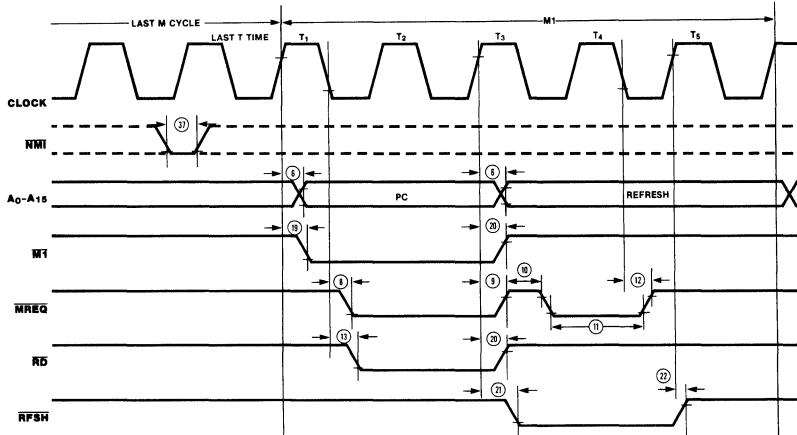 LAST M CYCLE
M1
LAST T TIME
T1
T2
T3
T4
T5
CLOCK
37
NMI
6
6
A0-A15
PC
REFRESH
19
20
M1
8
9
10
12
MREQ
11
13
20
RD
21
22
RFSH